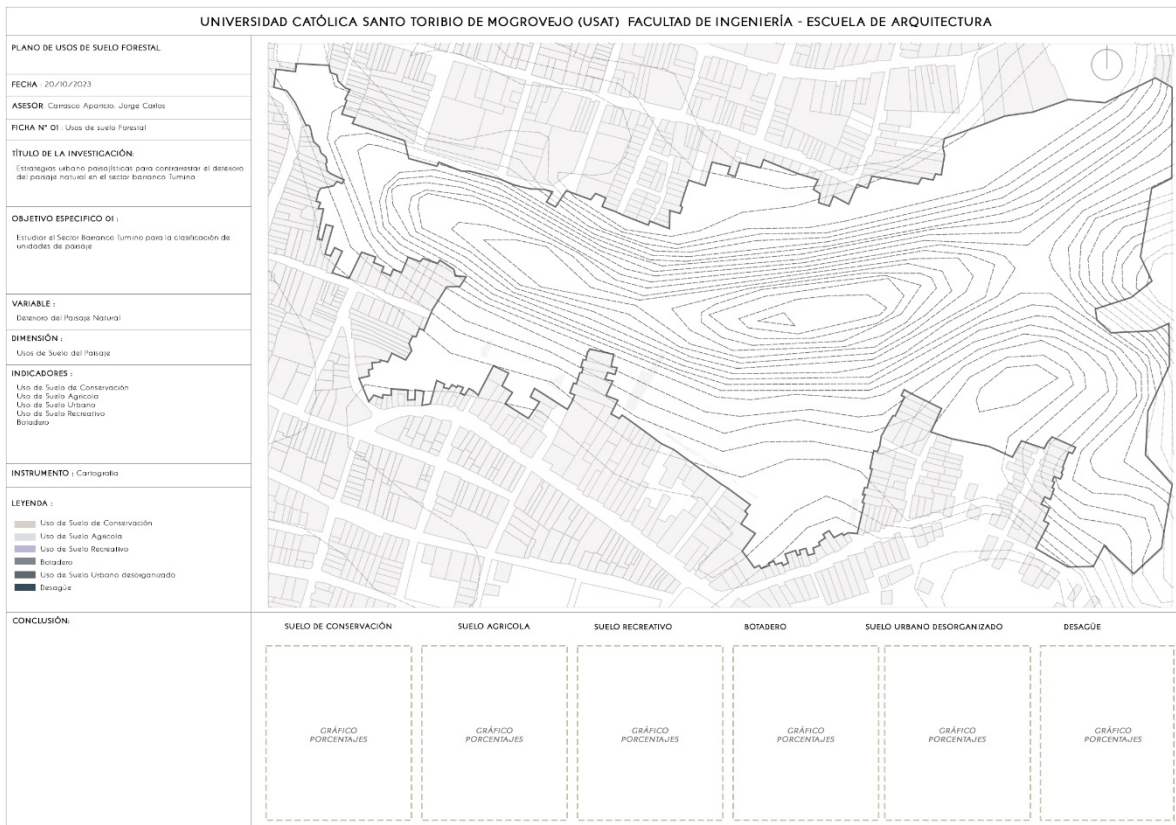 UNIVERSIDAD CATÓLICA SANTO TORIBIO DE MOGROVEJO (USAT) FACULTAD DE INGENIERÍA - ESCUELA DE ARQUITECTURA
PLANO DE USOS DE SUELO FORESTAL
FECHA : 20/10/2023
ASESOR: Carrasco Aparicio, Jorge Carlos
FICHA N° 01 : Usos de suelo Forestal
TÍTULO DE LA INVESTIGACIÓN:
Estrategias urbano paisajísticas para contrarrestar el deterioro
del paisaje natural en el sector barranco Tumino
OBJETIVO ESPECIFICO 01 :
Estudiar el Sector Barranco Tumino para la clasificación de
unidades de paisaje
VARIABLE :
Deterioro del Paisaje Natural
DIMENSIÓN :
Usos de Suelo del Paisaje
INDICADORES :
Uso de Suelo de Conservación
Uso de Suelo Agrícola
Uso de Suelo Urbano
Uso de Suelo Recreativo
Botadero
INSTRUMENTO : Cartografía
LEYENDA :
Uso de Suelo de Conservación
Uso de Suelo Agrícola
Uso de Suelo Recreativo
Botadero
Uso de Suelo Urbano desorganizado
Desagüe
CONCLUSIÓN:
SUELO DE CONSERVACIÓN
SUELO AGRICOLA
SUELO RECREATIVO
BOTADERO
SUELO URBANO DESORGANIZADO
DESAGÜE
GRÁFICO
PORCENTAJES
GRÁFICO
PORCENTAJES
GRÁFICO
PORCENTAJES
GRÁFICO
PORCENTAJES
GRÁFICO
PORCENTAJES
GRÁFICO
PORCENTAJES